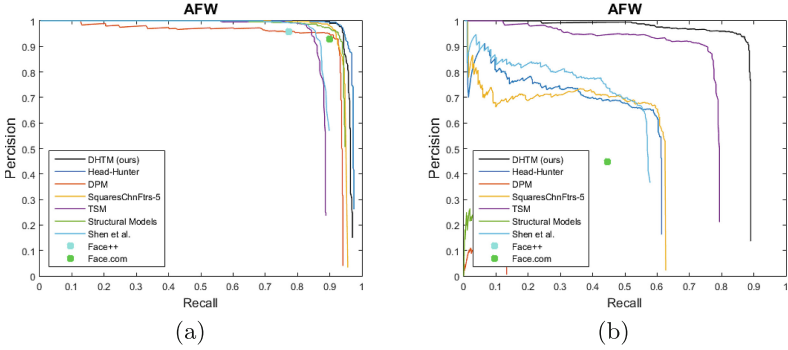 AFW
Percision
1
0.9
0.8
0.7
0.6
0.5
0.4
0.3
0.2
0.1
0
DHTM (ours)
Head-Hunter
DPM
SquaresChnFtrs-5
TSM
Structural Models
Shen et al.
Face++
Face.com
0 0.1 0.2 0.3 0.4 0.5 0.6 0.7 0.8 0.9 1
Recall
(a)
AFW
Percision
1
0.9
0.8
0.7
0.6
0.5
0.4
0.3
0.2
0.1
0
DHTM (ours)
Head-Hunter
DPM
SquaresChnFtrs-5
TSM
Structural Models
Shen et al.
Face++
Face.com
0 0.1 0.2 0.3 0.4 0.5 0.6 0.7 0.8 0.9 1
Recall
(b)